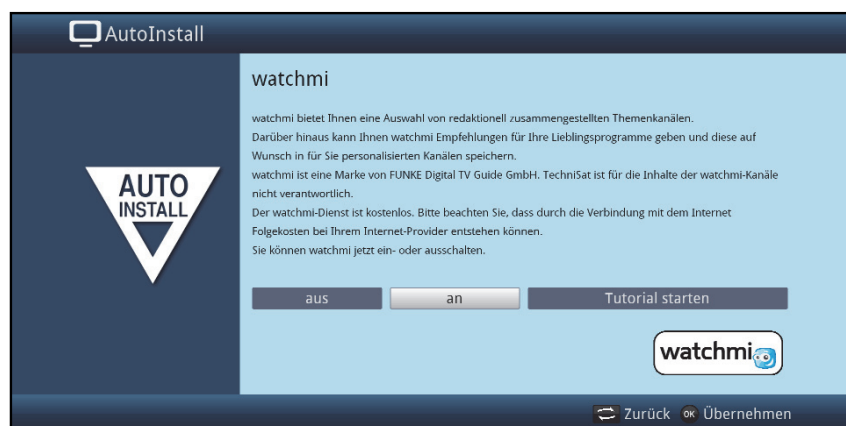 AutoInstall
AUTO
INSTALL
watchmi
watchmi bietet Ihnen eine Auswahl von redaktionell zusammengestellten Themenkanälen.
Darüber hinaus kann Ihnen watchmi Empfehlungen für Ihre Lieblingsprogramme geben und diese auf
Wunsch in für Sie personalisierten Kanälen speichern.
watchmi ist eine Marke von FUNKE Digital TV Guide GmbH. TechniSat ist für die Inhalte der watchmi-Kanäle
nicht verantwortlich.
Der watchmi-Dienst ist kostenlos. Bitte beachten Sie, dass durch die Verbindung mit dem Internet
Folgekosten bei Ihrem Internet-Provider entstehen können.
Sie können watchmi jetzt ein- oder ausschalten.
aus an Tutorial starten
watchmi
Zurück OK Übernehmen